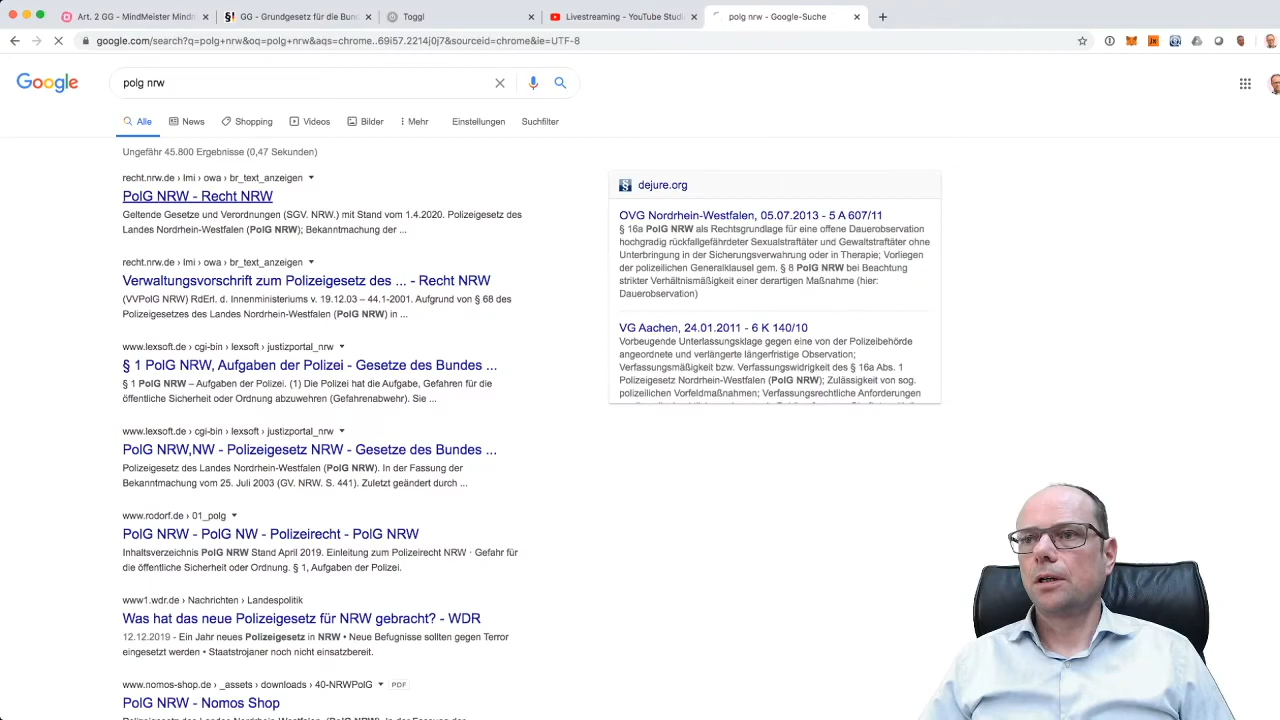 Art. 2 GG - MindMeister Mindn
GG - Grundgesetz für die Bun
Toggl
Livestreaming - YouTube Studi
polg nrw - Google-Suche
google.com/search?q=polg+nrw&oq=polg+nrw&aqs=chrome..69i57.2214j0j7&sourceid=chrome&ie=UTF-8
Google
polg nrw
Alle
News
Shopping
Videos
Bilder
Mehr
Einstellungen
Suchfilter
Ungefähr 45.800 Ergebnisse (0,47 Sekunden)
recht.nrw.de › lmi › owa › br_text_anzeigen
PolG NRW - Recht NRW
Geltende Gesetze und Verordnungen (SGV. NRW.) mit Stand vom 1.4.2020. Polizeigesetz des
Landes Nordrhein-Westfalen (PolG NRW); Bekanntmachung der ...
recht.nrw.de › lmi › owa › br_text_anzeigen
Verwaltungsvorschrift zum Polizeigesetz des ... - Recht NRW
(VVPolG NRW) RdErl. d. Innenministeriums v. 19.12.03 – 44.1-2001. Aufgrund von § 68 des
Polizeigesetzes des Landes Nordrhein-Westfalen (PolG NRW) in ...
www.lexsoft.de › cgi-bin › lexsoft › justizportal_nrw
§ 1 PolG NRW, Aufgaben der Polizei - Gesetze des Bundes ...
§ 1 PolG NRW – Aufgaben der Polizei. (1) Die Polizei hat die Aufgabe, Gefahren für die
öffentliche Sicherheit oder Ordnung abzuwehren (Gefahrenabwehr). Sie ...
www.lexsoft.de › cgi-bin › lexsoft › justizportal_nrw
PolG NRW,NW - Polizeigesetz NRW - Gesetze des Bundes ...
Polizeigesetz des Landes Nordrhein-Westfalen (PolG NRW). In der Fassung der
Bekanntmachung vom 25. Juli 2003 (GV. NRW. S. 441). Zuletzt geändert durch ...
www.rodorf.de › 01_polg
PolG NRW - PolG NW - Polizeirecht - PolG NRW
Inhaltsverzeichnis PolG NRW Stand April 2019. Einleitung zum Polizeirecht NRW · Gefahr für
die öffentliche Sicherheit oder Ordnung. § 1, Aufgaben der Polizei.
www1.wdr.de › Nachrichten › Landespolitik
Was hat das neue Polizeigesetz für NRW gebracht? - WDR
12.12.2019 - Ein Jahr neues Polizeigesetz in NRW • Neue Befugnisse sollten gegen Terror
eingesetzt werden • Staatstrojaner noch nicht einsatzbereit.
www.nomos-shop.de › _assets › downloads › 40-NRWPolG PDF
PolG NRW - Nomos Shop
dejure.org
OVG Nordrhein-Westfalen, 05.07.2013 - 5 A 607/11
§ 16a PolG NRW als Rechtsgrundlage für eine offene Dauerobservation
hochgradig rückfallgefährdeter Sexualstraftäter und Gewaltstraftäter ohne
Unterbringung in der Sicherungsverwahrung oder in Therapie; Vorliegen
der polizeilichen Generalklausel gem. § 8 PolG NRW bei Beachtung
strikter Verhältnismäßigkeit einer derartigen Maßnahme (hier:
Dauerobservation)
VG Aachen, 24.01.2011 - 6 K 140/10
Vorbeugende Unterlassungsklage gegen eine von der Polizeibehörde
angeordnete und verlängerte längerfristige Observation;
Verfassungsmäßigkeit bzw. Verfassungswidrigkeit des § 16a Abs. 1
Polizeigesetz Nordrhein-Westfalen (PolG NRW); Zulässigkeit von sog.
polizeilichen Vorfeldmaßnahmen; Verfassungsrechtliche Anforderungen